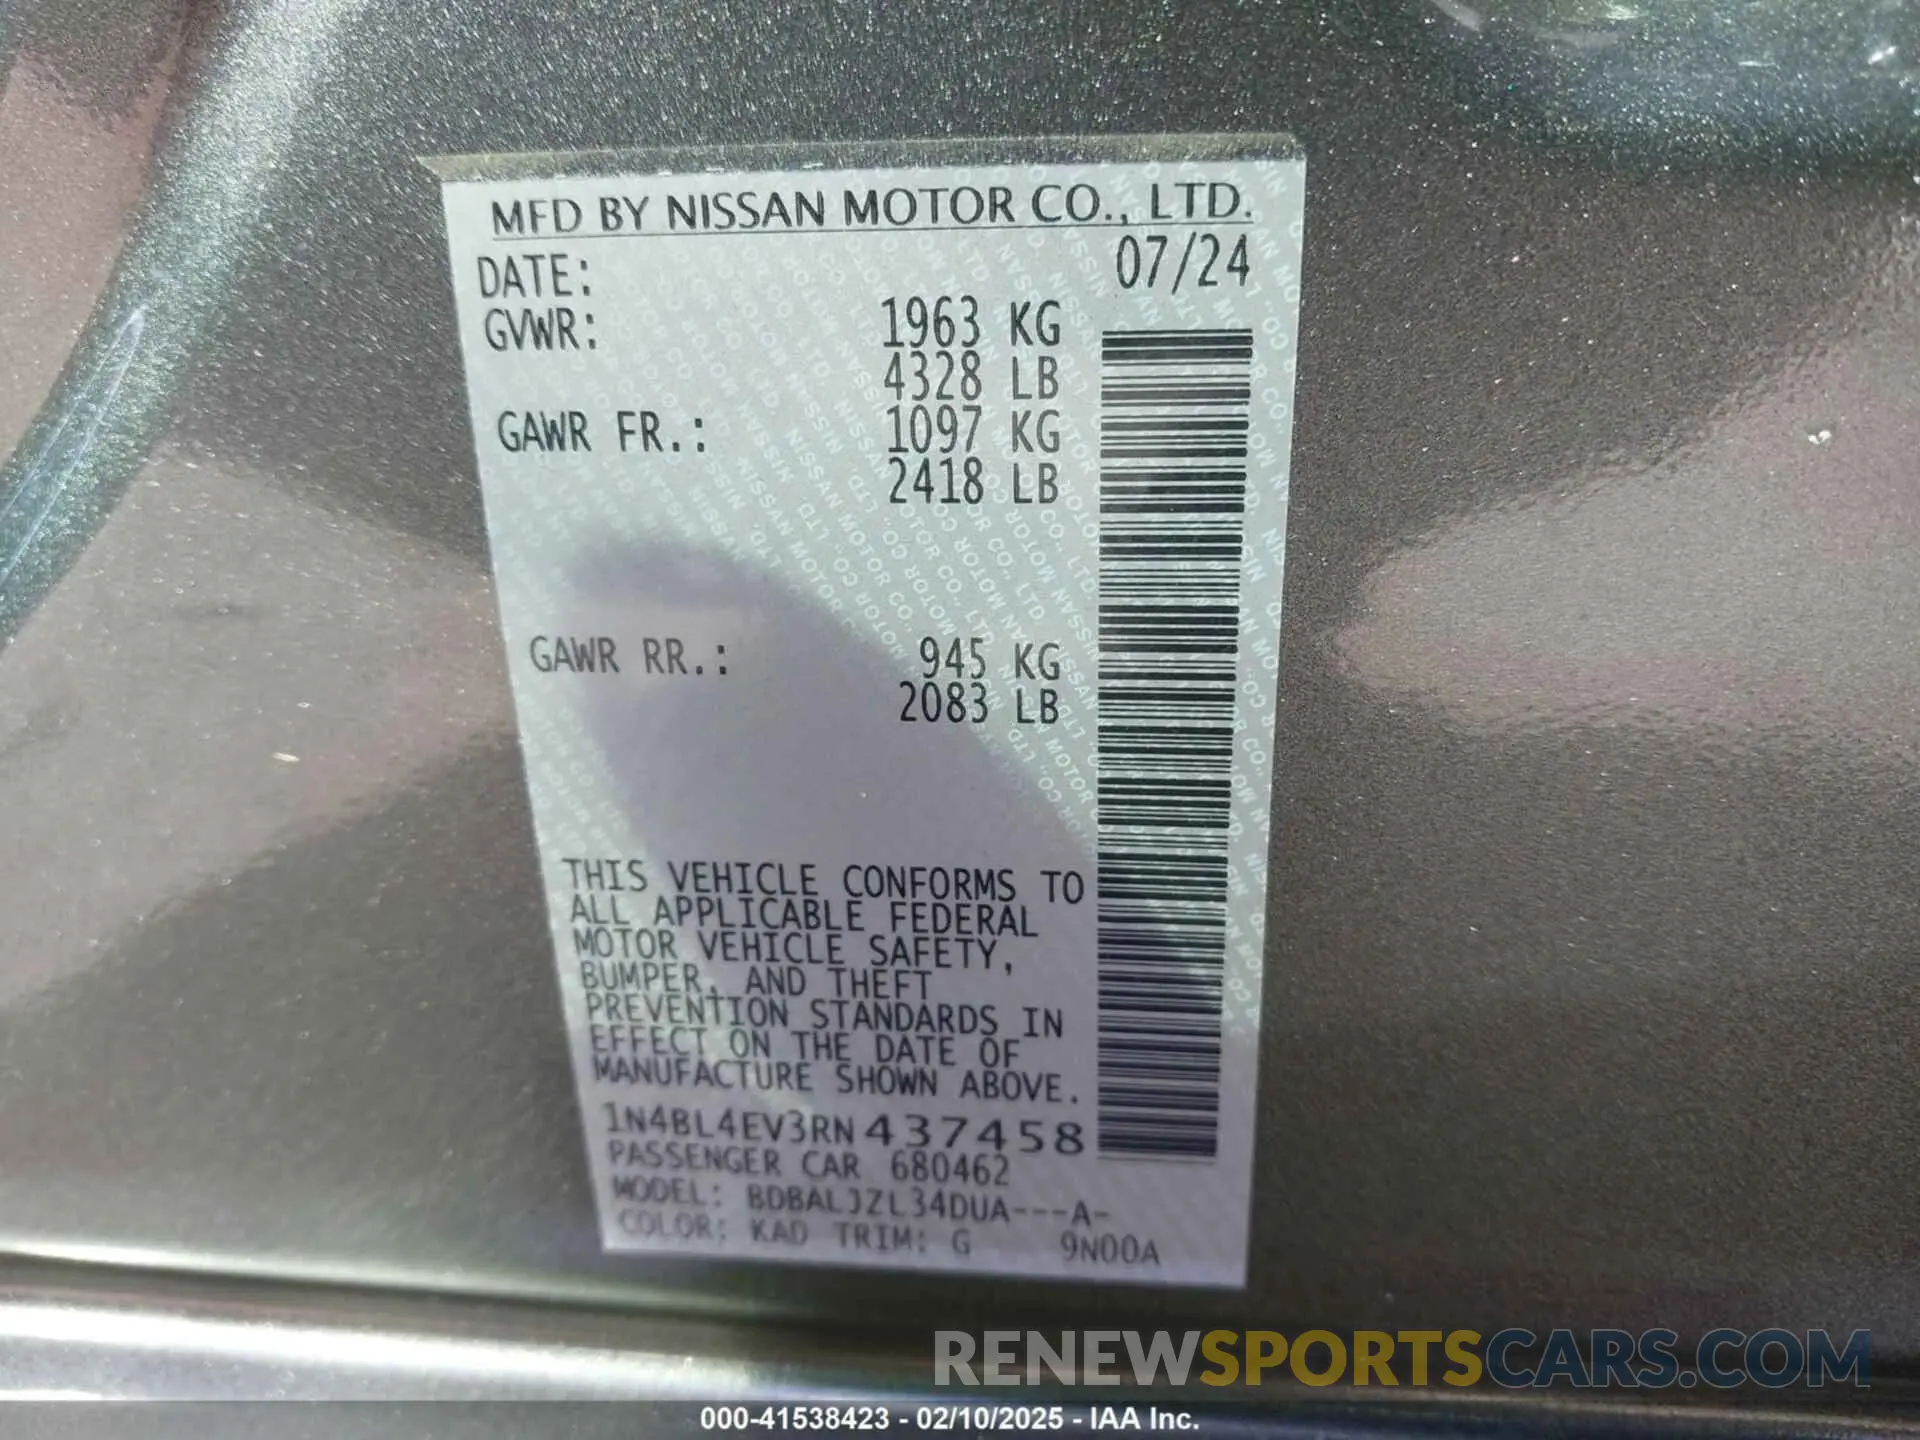 MFD BY NISSAN MOTOR CO., LTD.
DATE: 07/24
GVWR: 1963 KG
4328 LB
GAWR FR.: 1097 KG
2418 LB
GAWR RR.: 945 KG
2083 LB
THIS VEHICLE CONFORMS TO
ALL APPLICABLE FEDERAL
MOTOR VEHICLE SAFETY,
BUMPER, AND THEFT
PREVENTION STANDARDS IN
EFFECT ON THE DATE OF
MANUFACTURE SHOWN ABOVE.
1N4BL4EV3RN437458
PASSENGER CAR 680462
MODEL: BDBALJZL34DUA---A-
COLOR: KAD TRIM: G 9N00A
RENEWSPORTSCARS.COM
000-41538423 - 02/10/2025 - IAA Inc.